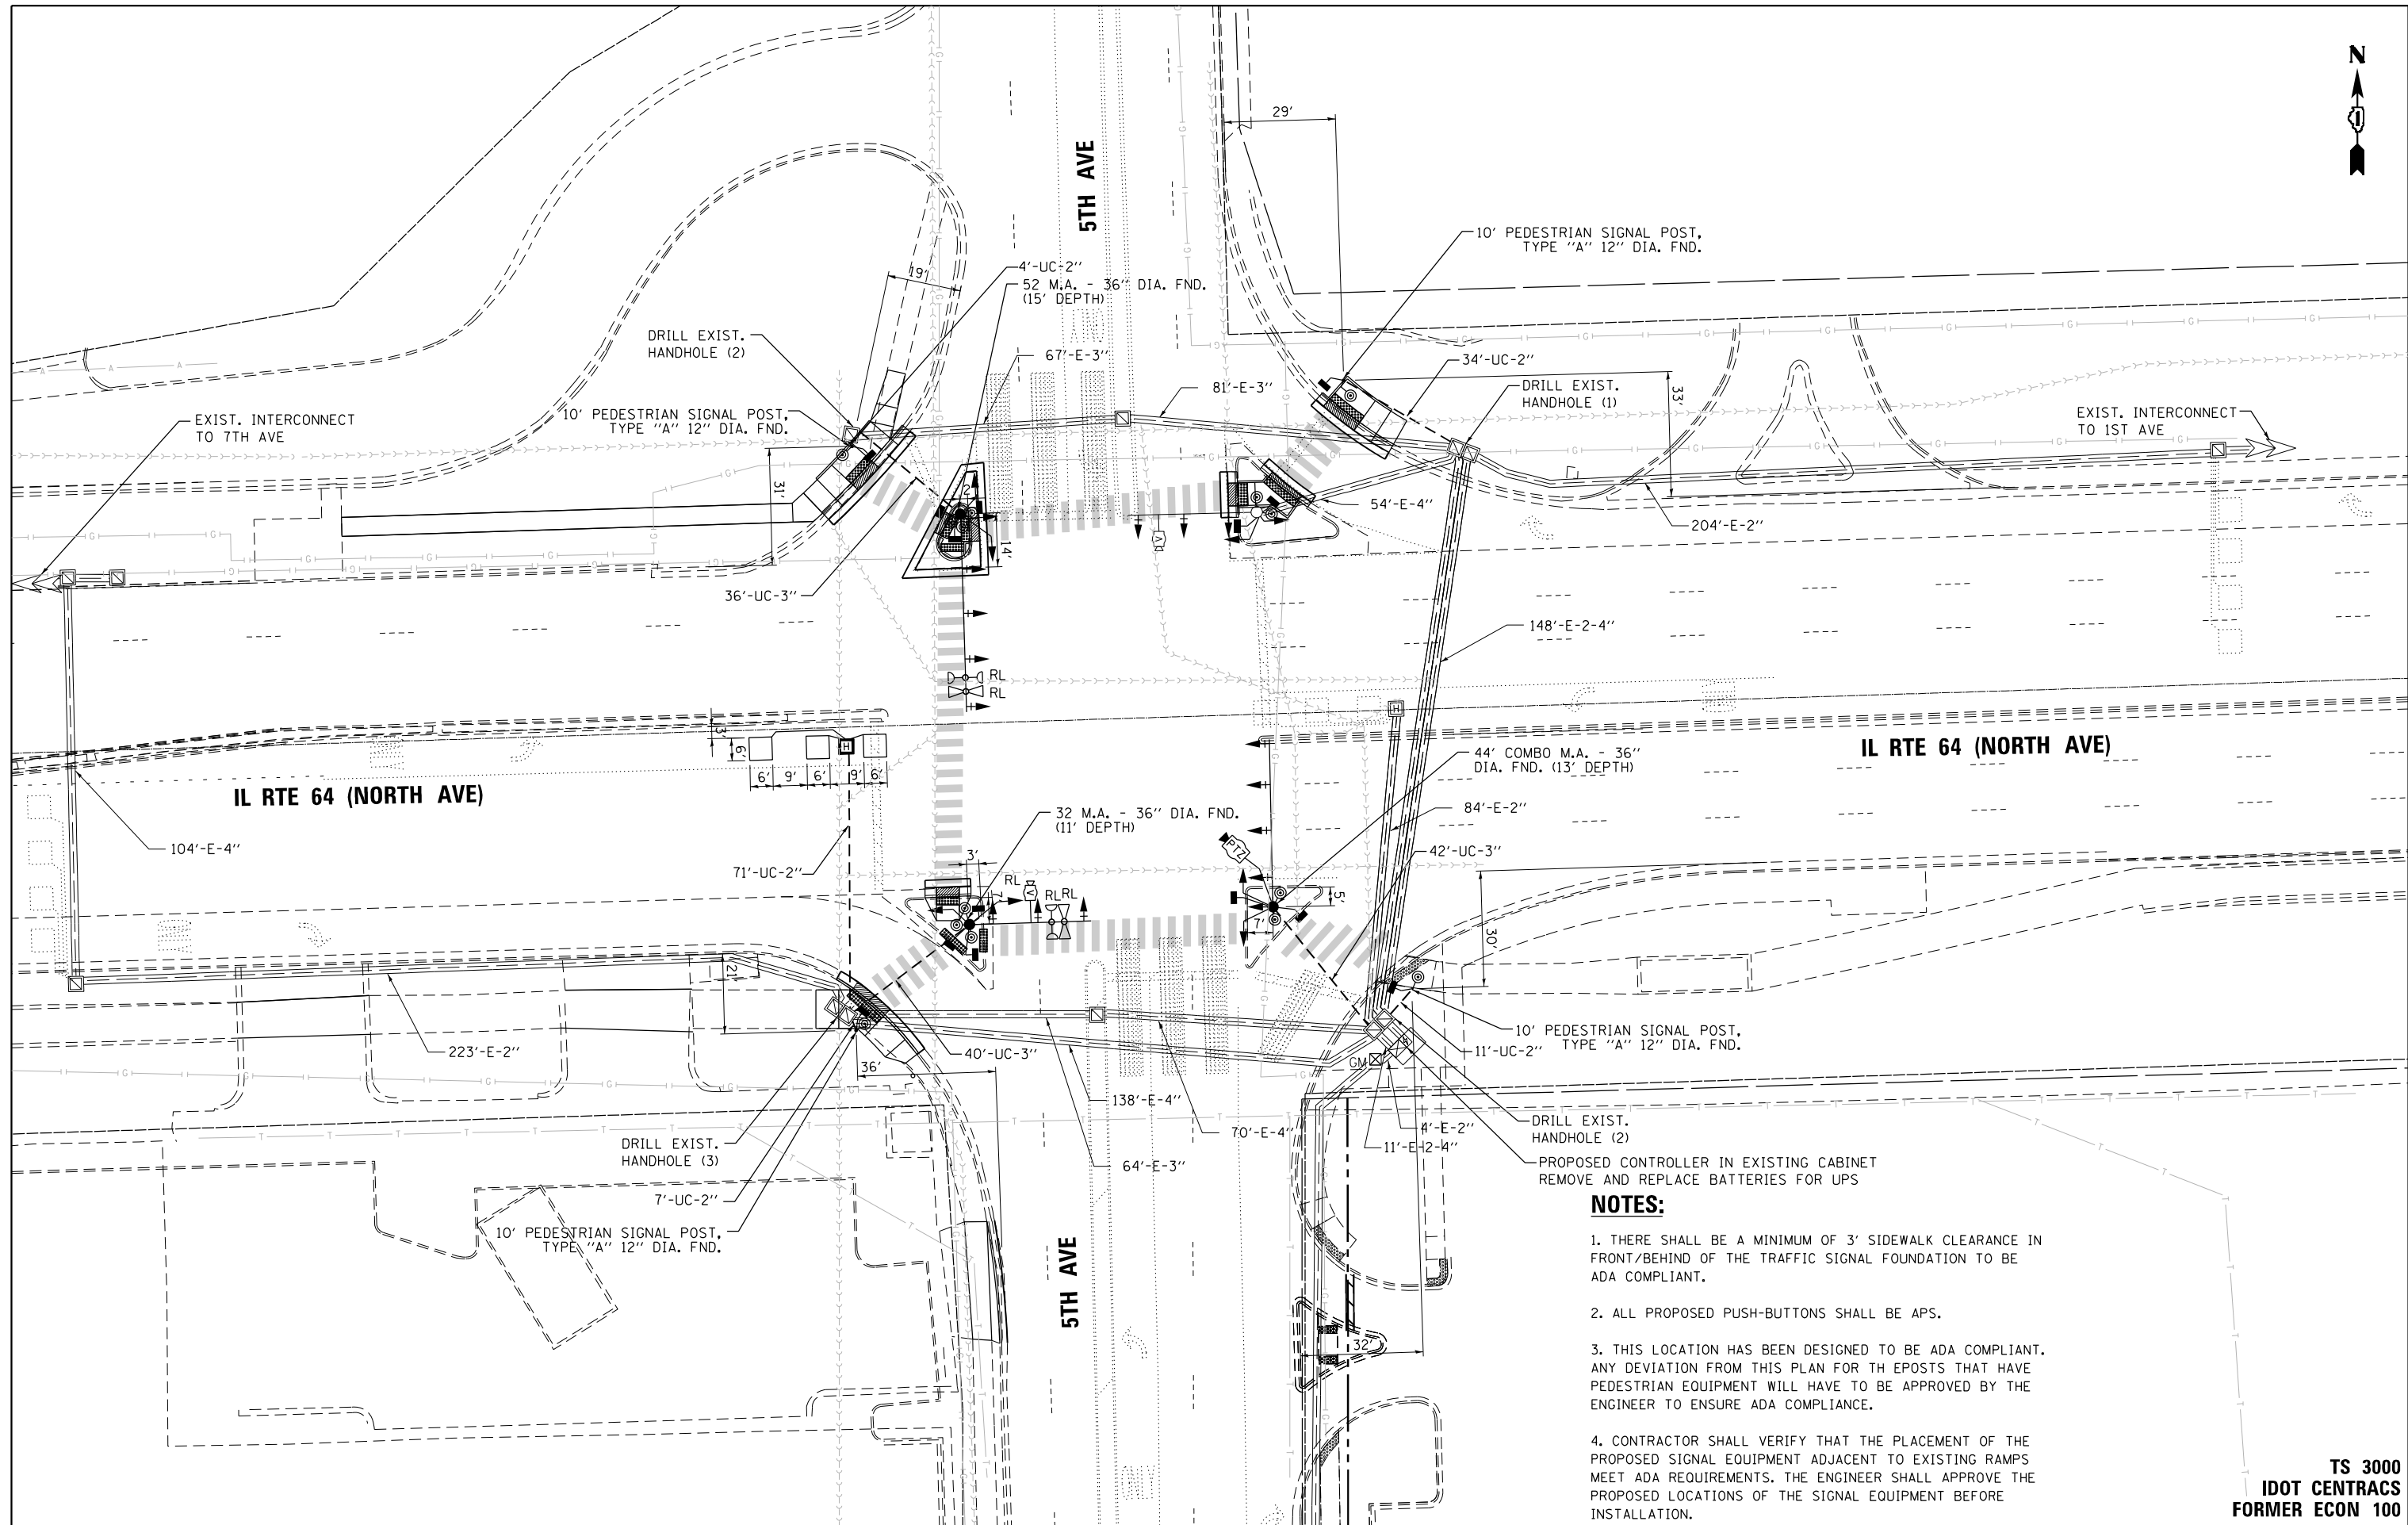 N
29'
5TH AVE
10' PEDESTRIAN SIGNAL POST,
TYPE "A" 12" DIA. FND.
19'
4'-UC-2"
52 M.A. - 36" DIA. FND.
(15' DEPTH)
DRILL EXIST.
HANDHOLE (2)
67'-E-3"
34'-UC-2"
81'-E-3"
DRILL EXIST.
HANDHOLE (1)
33'
EXIST. INTERCONNECT
TO 7TH AVE
10' PEDESTRIAN SIGNAL POST,
TYPE "A" 12" DIA. FND.
EXIST. INTERCONNECT
TO 1ST AVE
31'
54'-E-4"
204'-E-2"
14'
36'-UC-3"
148'-E-2-4"
RL
RL
H
3'
6'
H
6' 9' 6' 9' 6'
IL RTE 64 (NORTH AVE)
44' COMBO M.A. - 36"
DIA. FND. (13' DEPTH)
IL RTE 64 (NORTH AVE)
32 M.A. - 36" DIA. FND.
(11' DEPTH)
84'-E-2"
104'-E-4"
PTZ
42'-UC-3"
3'
71'-UC-2"
RL
V
RL RL
7'
5'
7'
30'
21'
223'-E-2"
40'-UC-3"
36'
10' PEDESTRIAN SIGNAL POST,
TYPE "A" 12" DIA. FND.
11'-UC-2"
GM
138'-E-4"
70'-E-4"
4'-E-2"
11'-E-2-4"
DRILL EXIST.
HANDHOLE (2)
DRILL EXIST.
HANDHOLE (3)
64'-E-3"
PROPOSED CONTROLLER IN EXISTING CABINET
REMOVE AND REPLACE BATTERIES FOR UPS
7'-UC-2"
10' PEDESTRIAN SIGNAL POST,
TYPE "A" 12" DIA. FND.
5TH AVE
32'
NOTES:
1. THERE SHALL BE A MINIMUM OF 3' SIDEWALK CLEARANCE IN
FRONT/BEHIND OF THE TRAFFIC SIGNAL FOUNDATION TO BE
ADA COMPLIANT.
2. ALL PROPOSED PUSH-BUTTONS SHALL BE APS.
3. THIS LOCATION HAS BEEN DESIGNED TO BE ADA COMPLIANT.
ANY DEVIATION FROM THIS PLAN FOR TH EPOSTS THAT HAVE
PEDESTRIAN EQUIPMENT WILL HAVE TO BE APPROVED BY THE
ENGINEER TO ENSURE ADA COMPLIANCE.
4. CONTRACTOR SHALL VERIFY THAT THE PLACEMENT OF THE
PROPOSED SIGNAL EQUIPMENT ADJACENT TO EXISTING RAMPS
MEET ADA REQUIREMENTS. THE ENGINEER SHALL APPROVE THE
PROPOSED LOCATIONS OF THE SIGNAL EQUIPMENT BEFORE
INSTALLATION.
TS 3000
IDOT CENTRACS
FORMER ECON 100